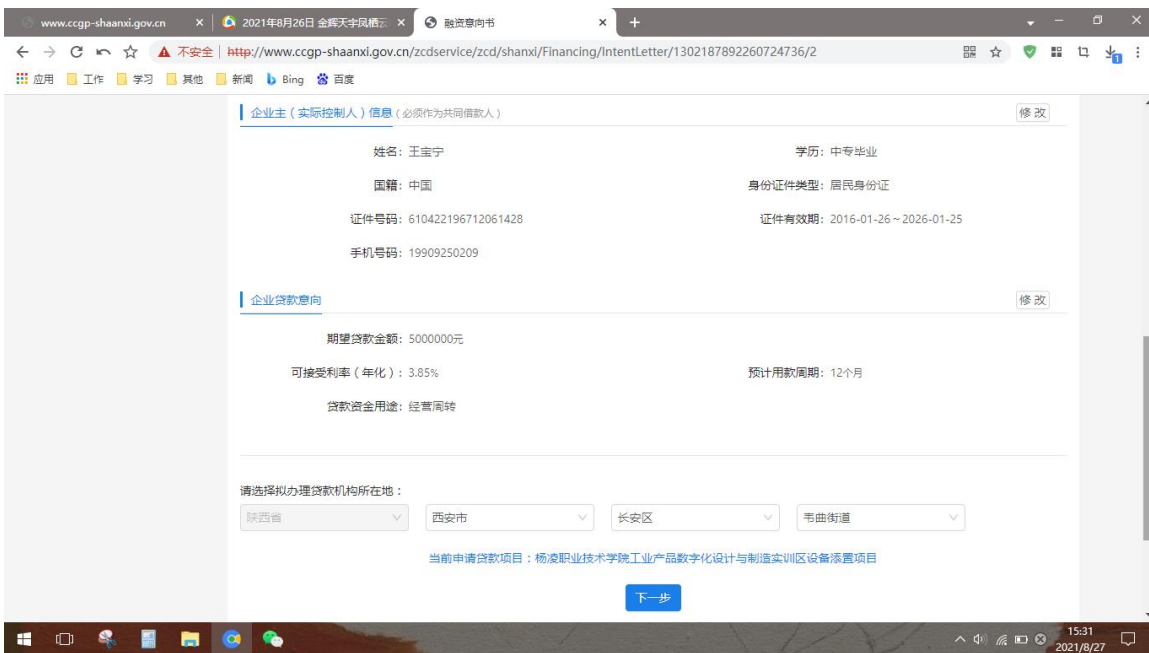 www.ccgp-shaanxi.gov.cn
2021年8月26日 金辉天宇凤栖云
融资意向书
不安全 http://www.ccgp-shaanxi.gov.cn/zcdservice/zcd/shanxi/Financing/IntentLetter/1302187892260724736/2
应用 工作 学习 其他 新闻 Bing 百度
企业主（实际控制人）信息（必须作为共同借款人） 修改
姓名：王宝宁 学历：中专毕业
国籍：中国 身份证件类型：居民身份证
证件号码：610422196712061428 证件有效期：2016-01-26～2026-01-25
手机号码：19909250209
企业贷款意向 修改
期望贷款金额：5000000元
可接受利率（年化）：3.85% 预计用款周期：12个月
贷款资金用途：经营周转
请选择拟办理贷款机构所在地：
陕西省 西安市 长安区 韦曲街道
当前申请贷款项目：杨凌职业技术学院工业产品数字化设计与制造实训区设备添置项目
下一步
15:31
2021/8/27